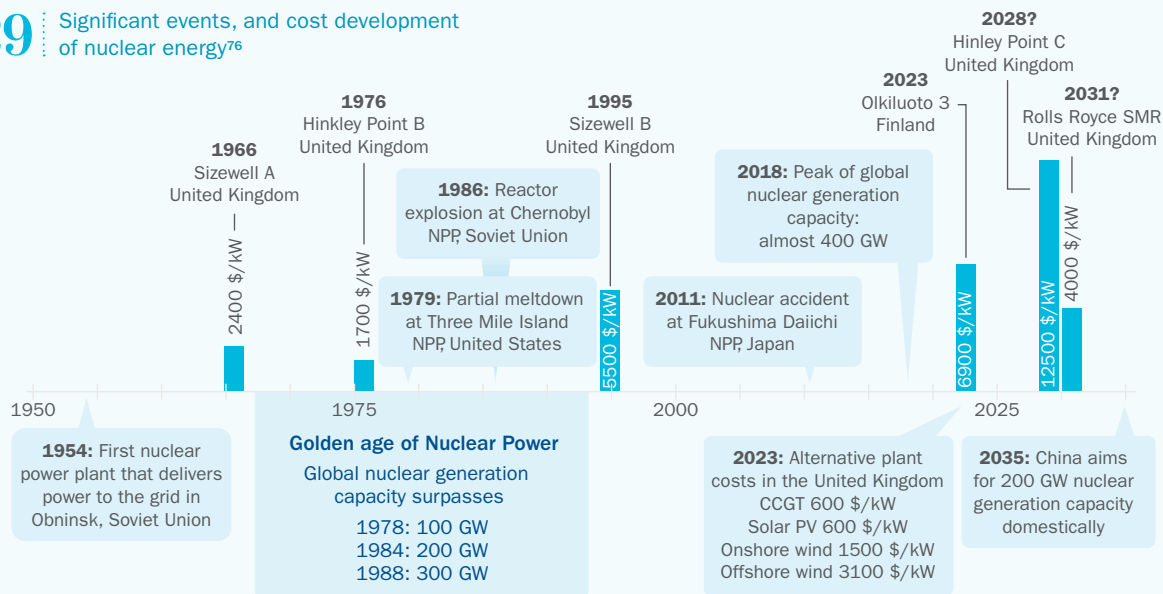 29
Significant events, and cost development
of nuclear energy⁷⁶
2028?
Hinley Point C
United Kingdom
2023
Olkiluoto 3
Finland
2031?
Rolls Royce SMR
United Kingdom
1976
Hinkley Point B
United Kingdom
1995
Sizewell B
United Kingdom
1966
Sizewell A
United Kingdom
1986: Reactor
explosion at Chernobyl
NPP, Soviet Union
2018: Peak of global
nuclear generation
capacity:
almost 400 GW
1979: Partial meltdown
at Three Mile Island
NPP, United States
2011: Nuclear accident
at Fukushima Daiichi
NPP, Japan
2400 $/kW
1700 $/kW
5500 $/kW
6900 $/kW
12500 $/kW
4000 $/kW
1950
1975
2000
2025
1954: First nuclear
power plant that delivers
power to the grid in
Obninsk, Soviet Union
Golden age of Nuclear Power
Global nuclear generation
capacity surpasses
1978: 100 GW
1984: 200 GW
1988: 300 GW
2023: Alternative plant
costs in the United Kingdom
CCGT 600 $/kW
Solar PV 600 $/kW
Onshore wind 1500 $/kW
Offshore wind 3100 $/kW
2035: China aims
for 200 GW nuclear
generation capacity
domestically